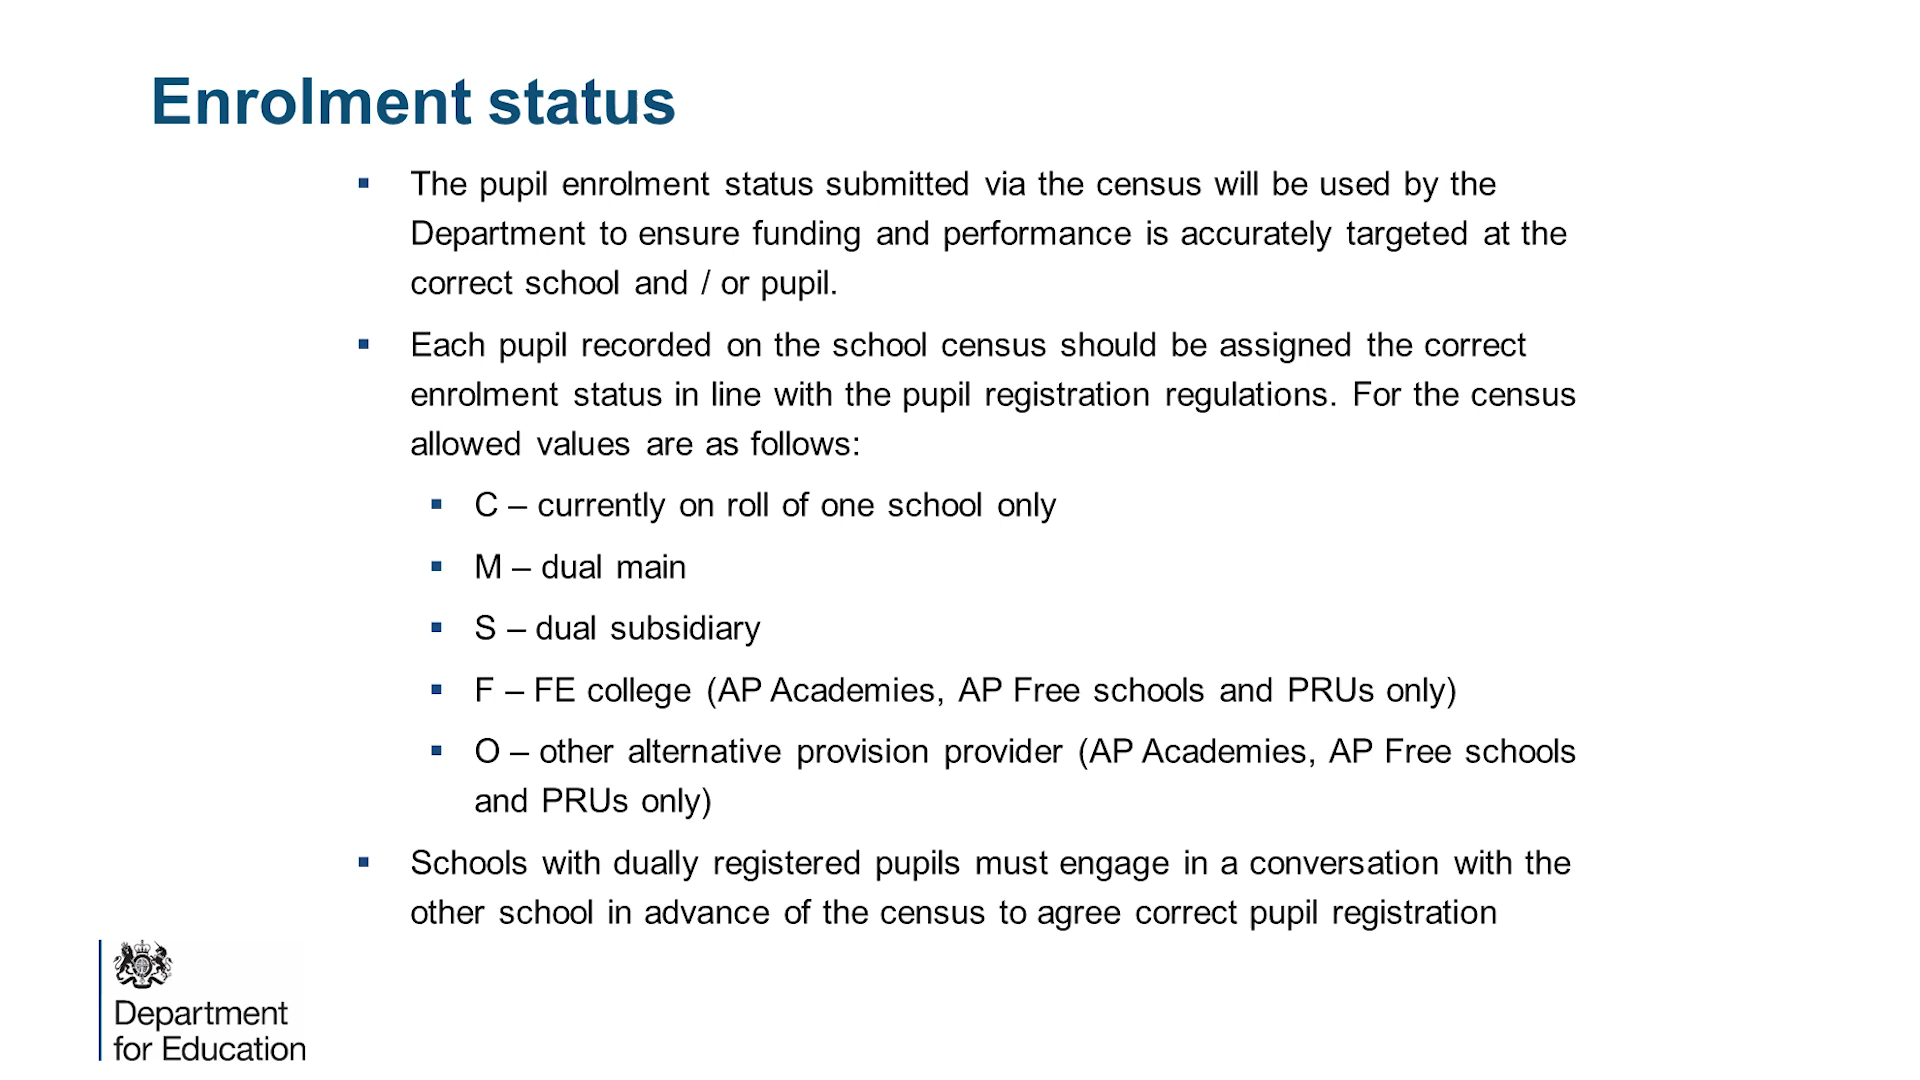 Enrolment status
▪ The pupil enrolment status submitted via the census will be used by the
Department to ensure funding and performance is accurately targeted at the
correct school and / or pupil.
▪ Each pupil recorded on the school census should be assigned the correct
enrolment status in line with the pupil registration regulations. For the census
allowed values are as follows:
▪ C – currently on roll of one school only
▪ M – dual main
▪ S – dual subsidiary
▪ F – FE college (AP Academies, AP Free schools and PRUs only)
▪ O – other alternative provision provider (AP Academies, AP Free schools
and PRUs only)
▪ Schools with dually registered pupils must engage in a conversation with the
other school in advance of the census to agree correct pupil registration
Department
for Education